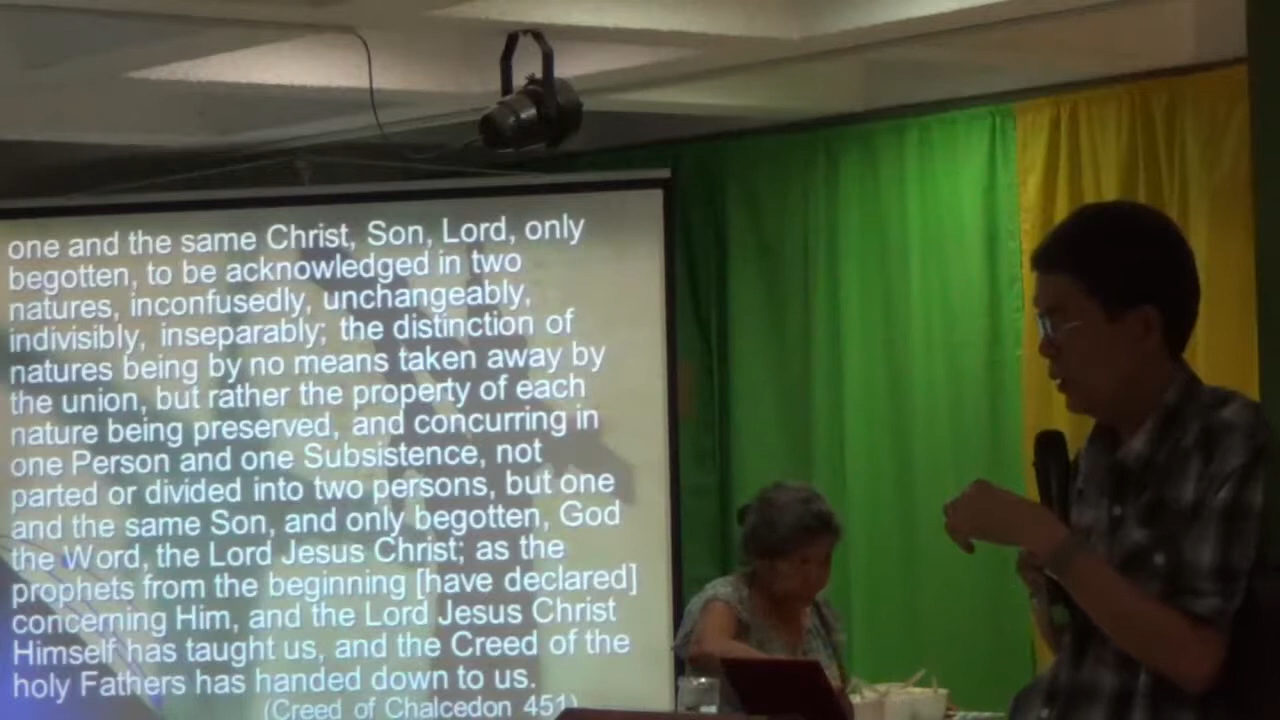 one and the same Christ, Son, Lord, only
begotten, to be acknowledged in two
natures, inconfusedly, unchangeably,
indivisibly, inseparably; the distinction of
natures being by no means taken away by
the union, but rather the property of each
nature being preserved, and concurring in
one Person and one Subsistence, not
parted or divided into two persons, but one
and the same Son, and only begotten, God
the Word, the Lord Jesus Christ; as the
prophets from the beginning [have declared]
concerning Him, and the Lord Jesus Christ
Himself has taught us, and the Creed of the
holy Fathers has handed down to us.
(Creed of Chalcedon 451)